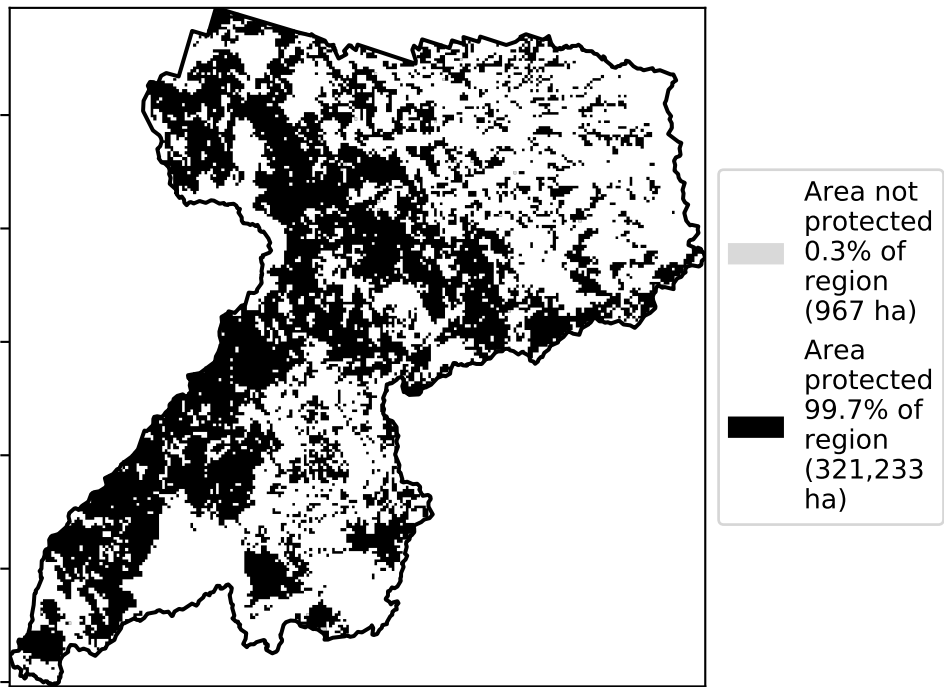 Area not
protected
0.3% of
region
(967 ha)
Area
protected
99.7% of
region
(321,233
ha)